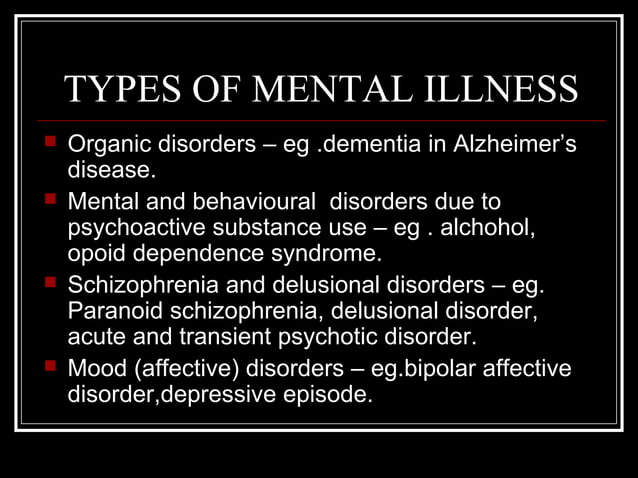 TYPES OF MENTAL ILLNESS
Organic disorders – eg .dementia in Alzheimer’s
disease.
Mental and behavioural  disorders due to
psychoactive substance use – eg . alchohol,
opoid dependence syndrome.
Schizophrenia and delusional disorders – eg.
Paranoid schizophrenia, delusional disorder,
acute and transient psychotic disorder.
Mood (affective) disorders – eg.bipolar affective
disorder,depressive episode.